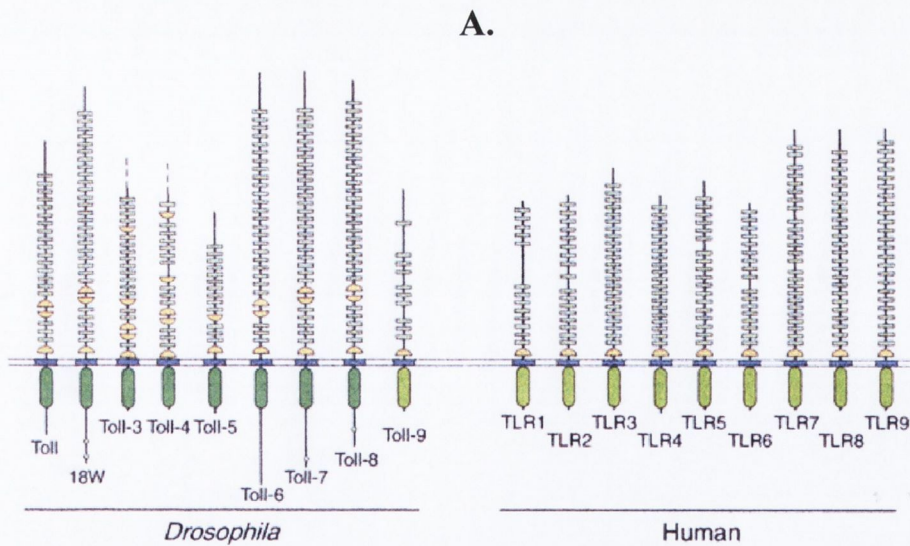 A.
Toll
18W
Toll-3
Toll-4
Toll-5
Toll-6
Toll-7
Toll-8
Toll-9
TLR1
TLR2
TLR3
TLR4
TLR5
TLR6
TLR7
TLR8
TLR9
Drosophila
Human